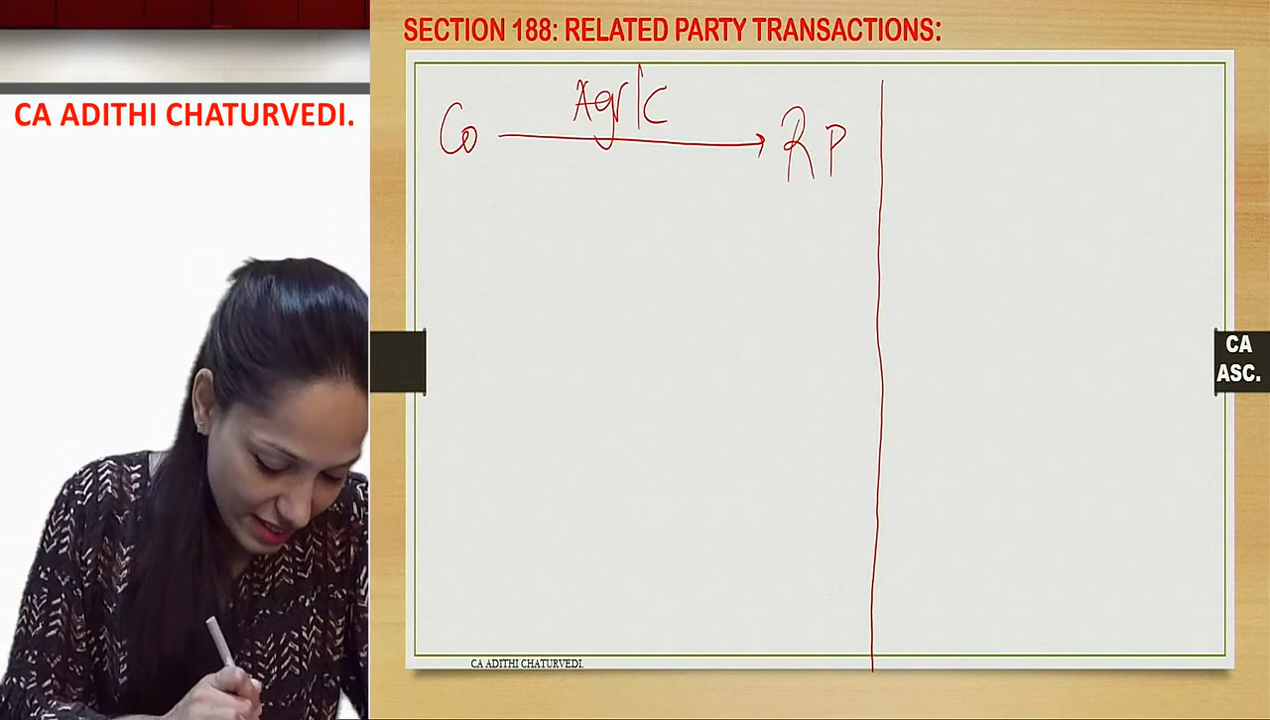 SECTION 188: RELATED PARTY TRANSACTIONS:
CA ADITHI CHATURVEDI.
Agr/C
Co
RP
CA
ASC.
CA ADITHI CHATURVEDI.